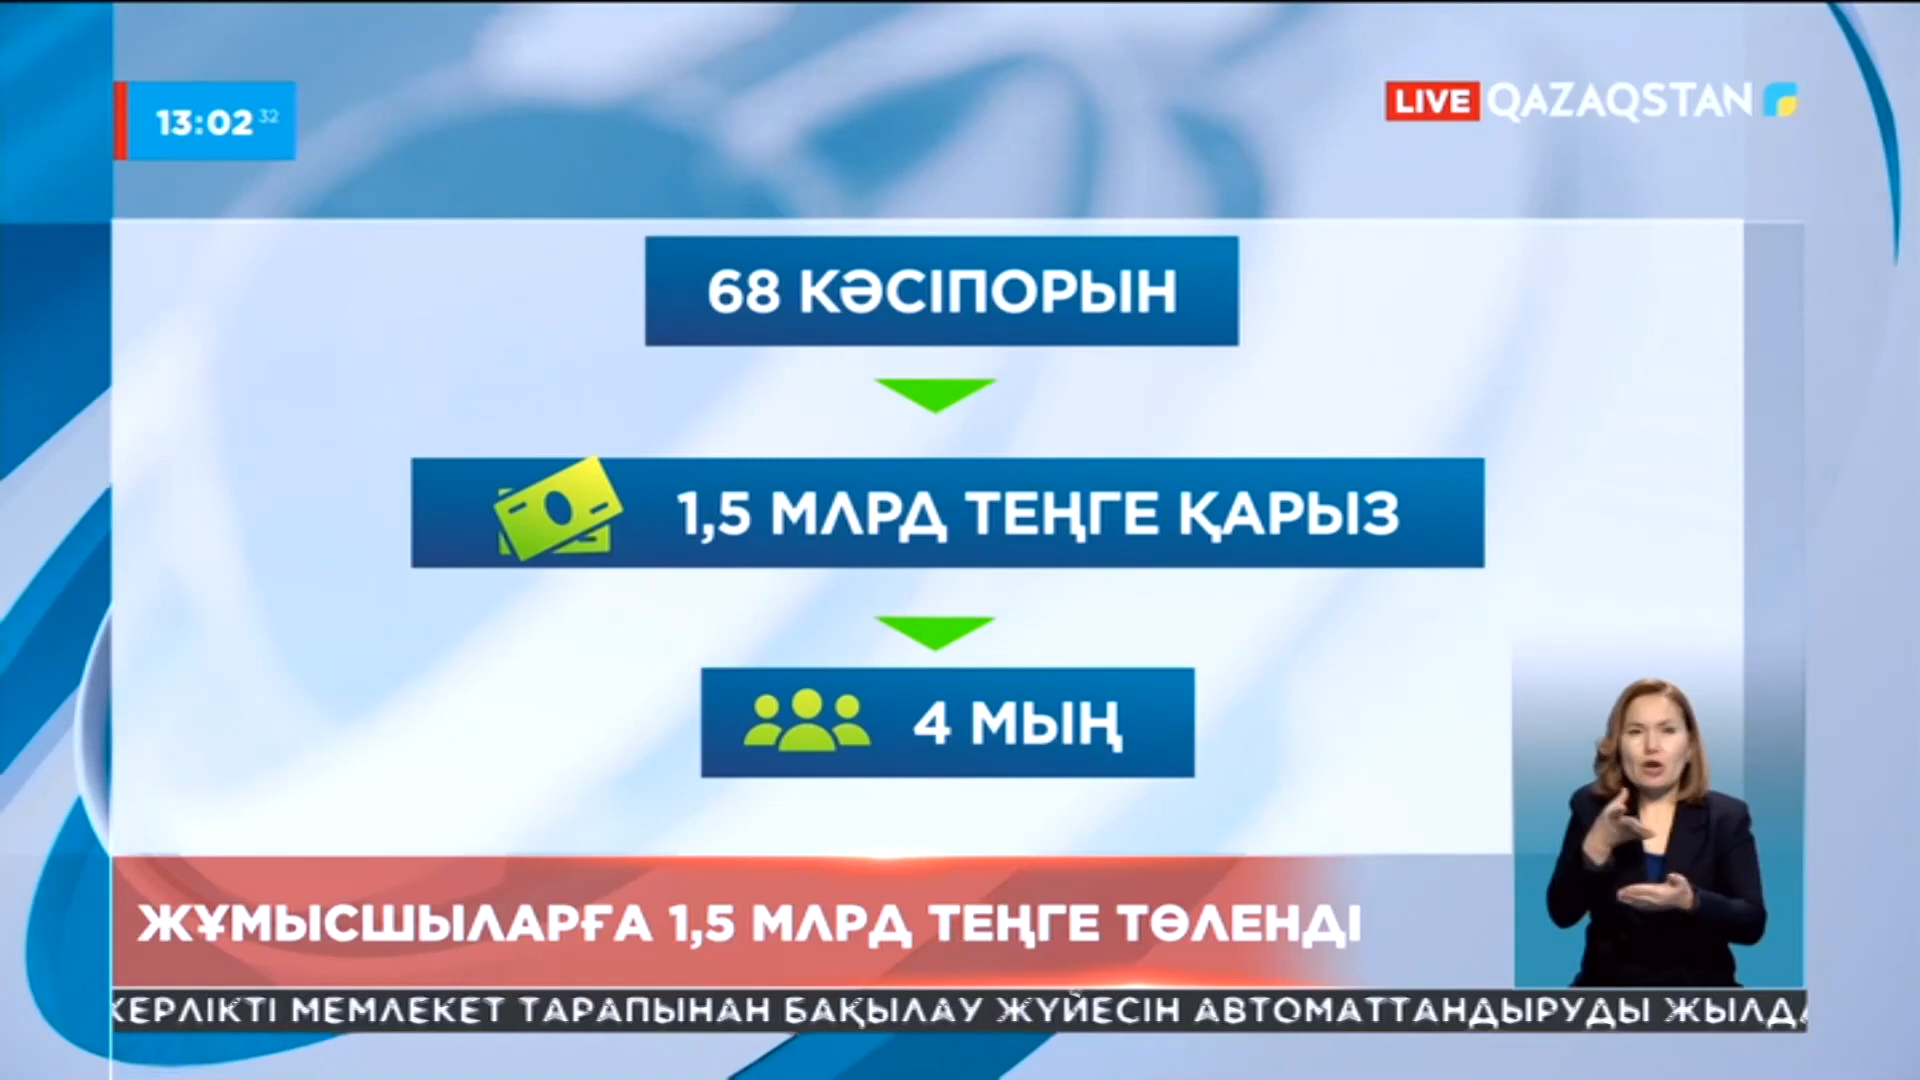 13:02 32
LIVE QAZAQSTAN
68 КӘСІПОРЫН
1,5 МЛРД ТЕҢГЕ ҚАРЫЗ
4 МЫҢ
ЖҰМЫСШЫЛАРҒА 1,5 МЛРД ТЕҢГЕ ТӨЛЕНДІ
МЕМЛЕКЕТ ТАРАПЫНАН БАҚЫЛАУ ЖҮЙЕСІН АВТОМАТТАНДЫРУДЫ